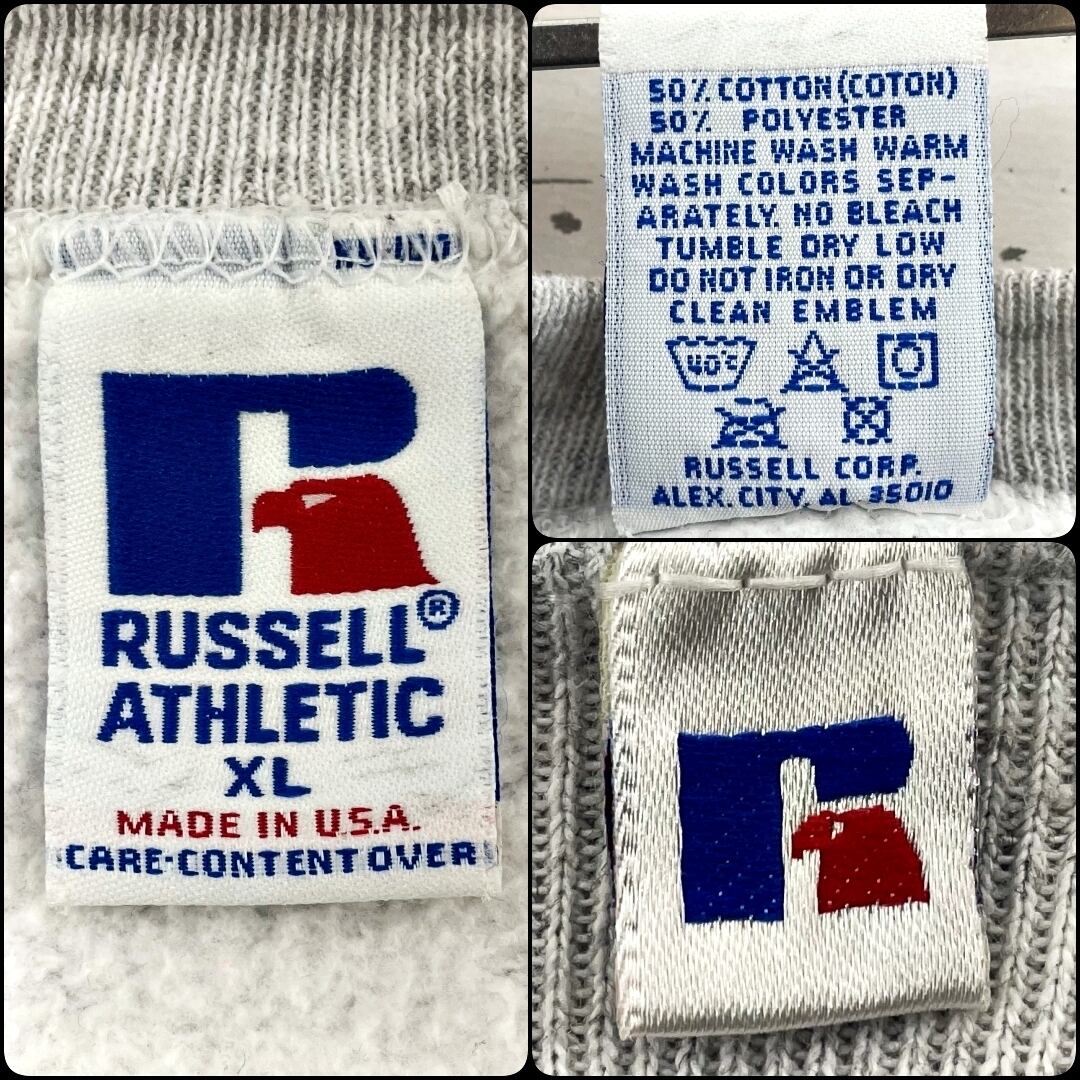 RUSSELL®
ATHLETIC
XL
MADE IN U.S.A.
CARE-CONTENT OVER
50% COTTON (COTON)
50% POLYESTER
MACHINE WASH WARM
WASH COLORS SEP-
ARATELY. NO BLEACH
TUMBLE DRY LOW
DO NOT IRON OR DRY
CLEAN EMBLEM
40°C
RUSSELL CORP.
ALEX. CITY, AL 35010